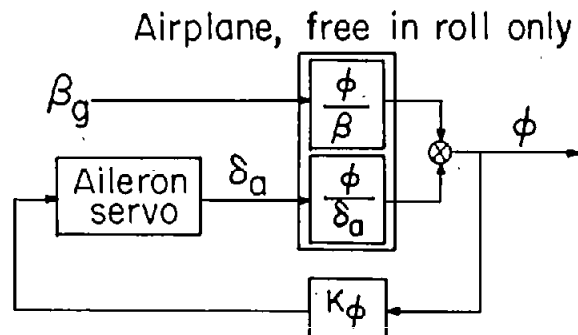 Airplane, free in roll only
β_g
ϕ
β
ϕ
Aileron
servo
δ_a
ϕ
δ_a
K_ϕ